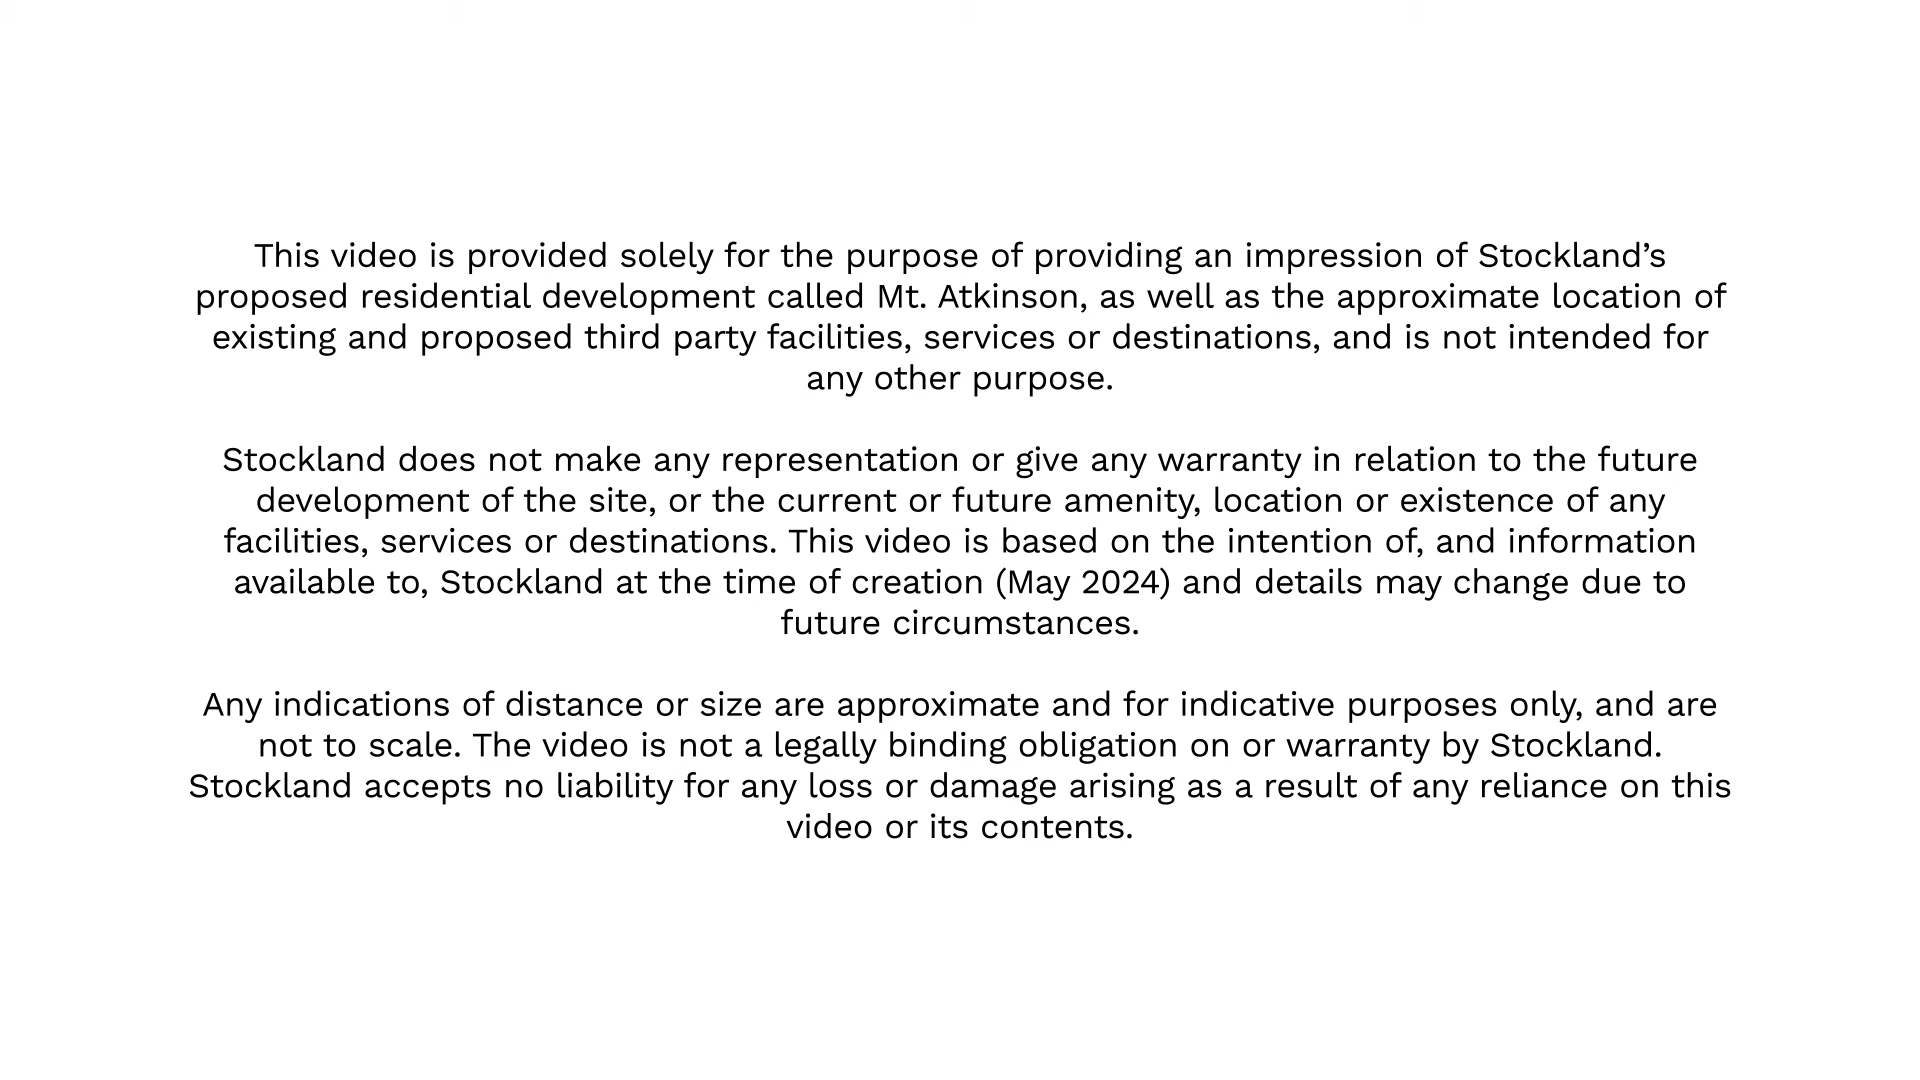 This video is provided solely for the purpose of providing an impression of Stockland’s
proposed residential development called Mt. Atkinson, as well as the approximate location of
existing and proposed third party facilities, services or destinations, and is not intended for
any other purpose.
Stockland does not make any representation or give any warranty in relation to the future
development of the site, or the current or future amenity, location or existence of any
facilities, services or destinations. This video is based on the intention of, and information
available to, Stockland at the time of creation (May 2024) and details may change due to
future circumstances.
Any indications of distance or size are approximate and for indicative purposes only, and are
not to scale. The video is not a legally binding obligation on or warranty by Stockland.
Stockland accepts no liability for any loss or damage arising as a result of any reliance on this
video or its contents.